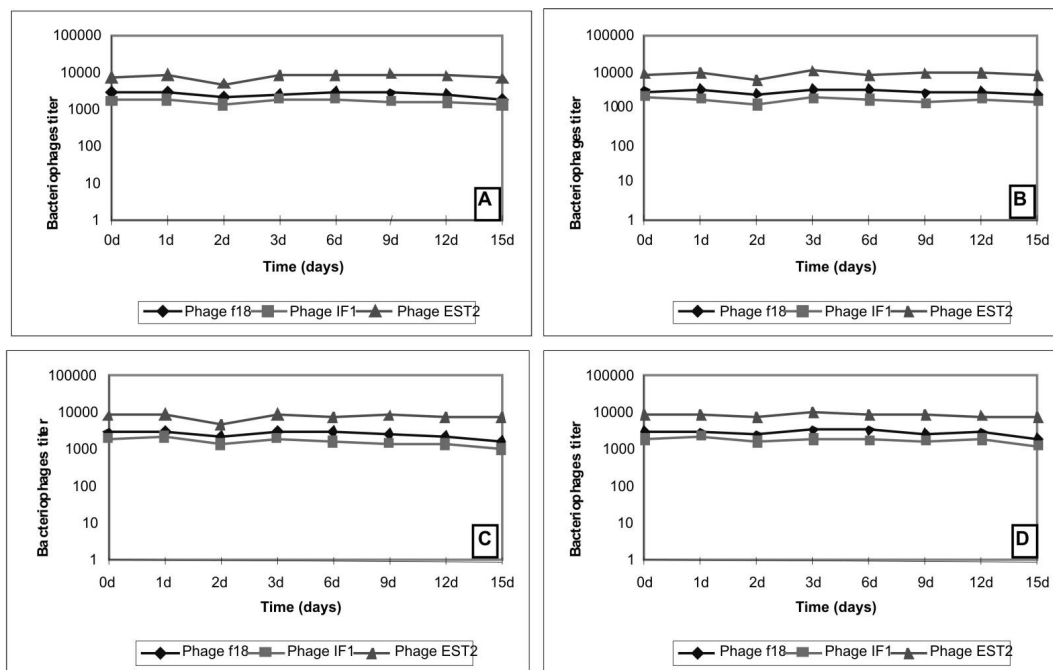 100000
10000
1000
100
10
1
Bacteriophages titer
A
0d 1d 2d 3d 6d 9d 12d 15d
Time (days)
Phage f18 Phage IF1 Phage EST2
100000
10000
1000
100
10
1
Bacteriophages titer
B
0d 1d 2d 3d 6d 9d 12d 15d
Time (days)
Phage f18 Phage IF1 Phage EST2
100000
10000
1000
100
10
1
Bacteriophages titer
C
0d 1d 2d 3d 6d 9d 12d 15d
Time (days)
Phage f18 Phage IF1 Phage EST2
100000
10000
1000
100
10
1
Bacteriophages titer
D
0d 1d 2d 3d 6d 9d 12d 15d
Time (days)
Phage f18 Phage IF1 Phage EST2